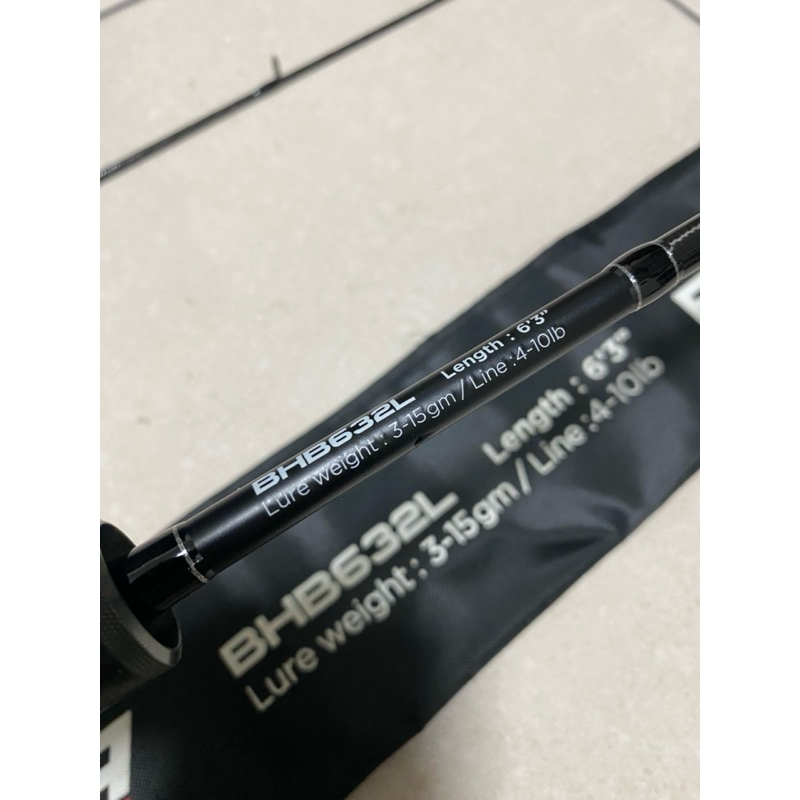 BHB632L Length : 6'3"
Lure weight : 3-15gm / Line :4-10lb
BHB632L Length : 6'3"
Lure weight : 3-15gm / Line :4-10lb